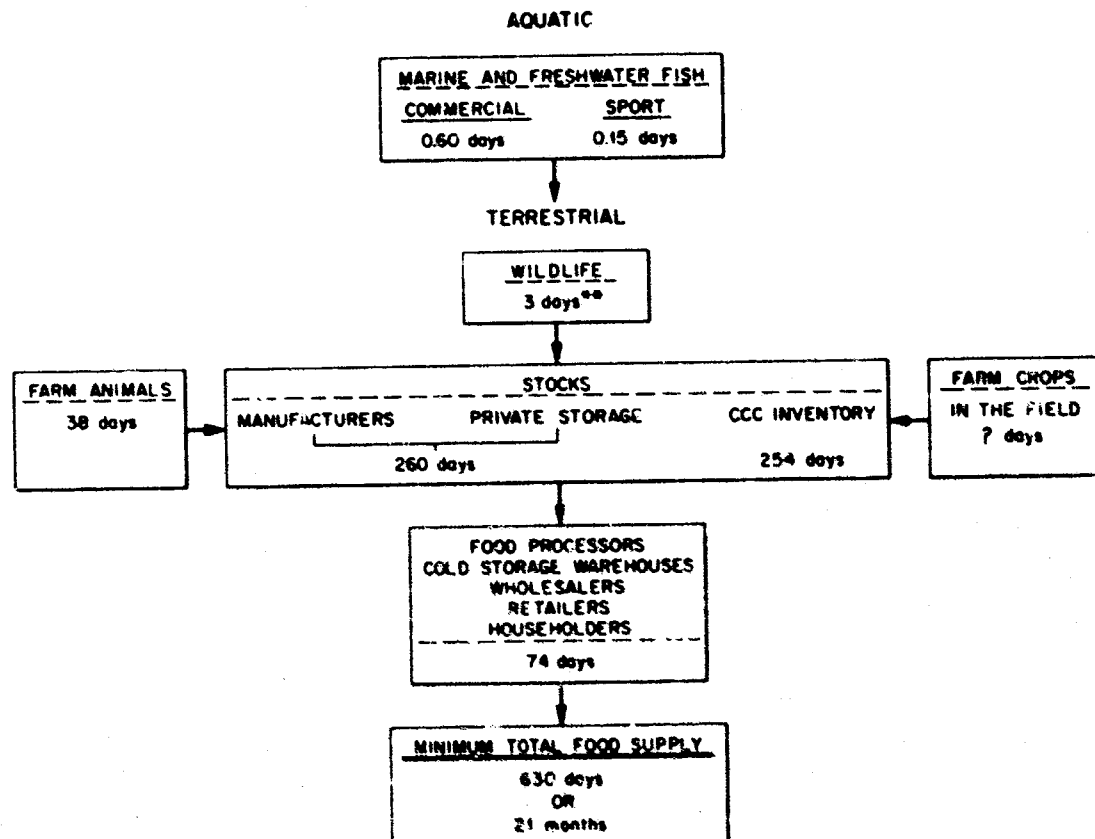 AQUATIC
MARINE AND FRESHWATER FISH
COMMERCIAL SPORT
0.60 days 0.15 days
TERRESTRIAL
WILDLIFE
3 days**
FARM ANIMALS
38 days
STOCKS
MANUFACTURERS PRIVATE STORAGE CCC INVENTORY
260 days 254 days
FARM CROPS
IN THE FIELD
? days
FOOD PROCESSORS
COLD STORAGE WAREHOUSES
WHOLESALERS
RETAILERS
HOUSEHOLDERS
74 days
MINIMUM TOTAL FOOD SUPPLY
630 days
OR
21 months